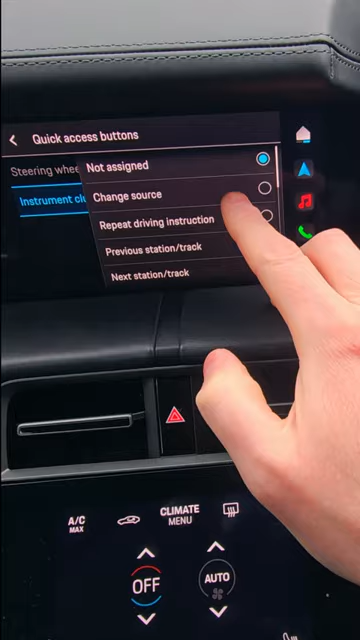 Quick access buttons
Steering whee
Instrument clu
Not assigned
Change source
Repeat driving instruction
Previous station/track
Next station/track
A/C
MAX
CLIMATE
MENU
OFF
AUTO